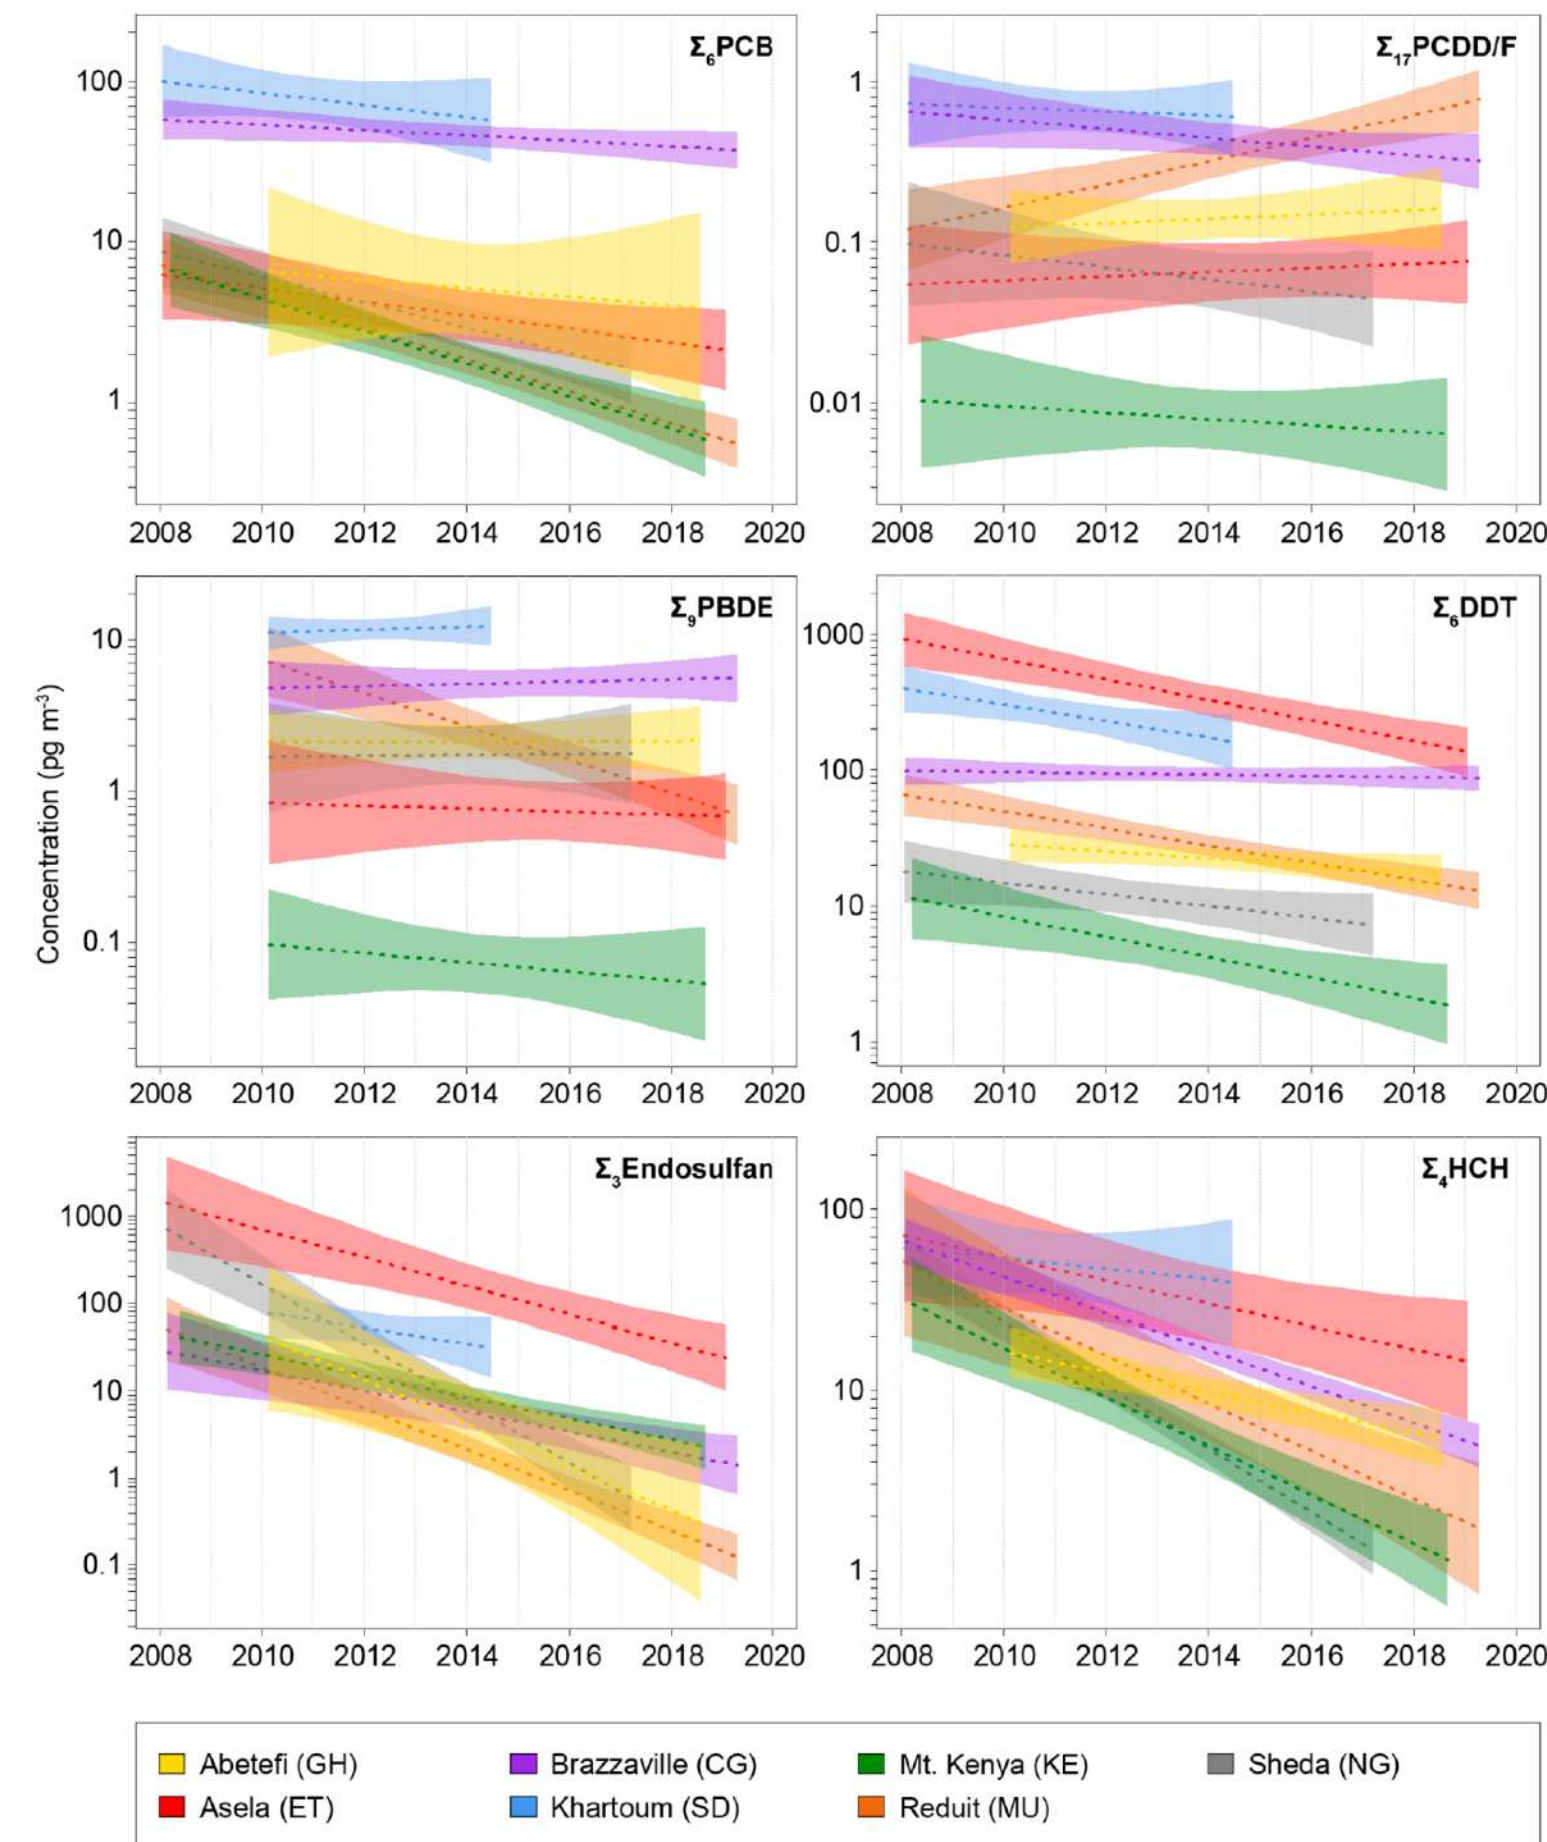 Σ₆PCB
100
10
1
2008 2010 2012 2014 2016 2018 2020
Σ₁₇PCDD/F
1
0.1
0.01
2008 2010 2012 2014 2016 2018 2020
Concentration (pg m⁻³)
Σ₉PBDE
10
1
0.1
2008 2010 2012 2014 2016 2018 2020
Σ₆DDT
1000
100
10
1
2008 2010 2012 2014 2016 2018 2020
Σ₃Endosulfan
1000
100
10
1
0.1
2008 2010 2012 2014 2016 2018 2020
Σ₄HCH
100
10
1
2008 2010 2012 2014 2016 2018 2020
Abetefi (GH) Brazzaville (CG) Mt. Kenya (KE) Sheda (NG)
Asela (ET) Khartoum (SD) Reduit (MU)